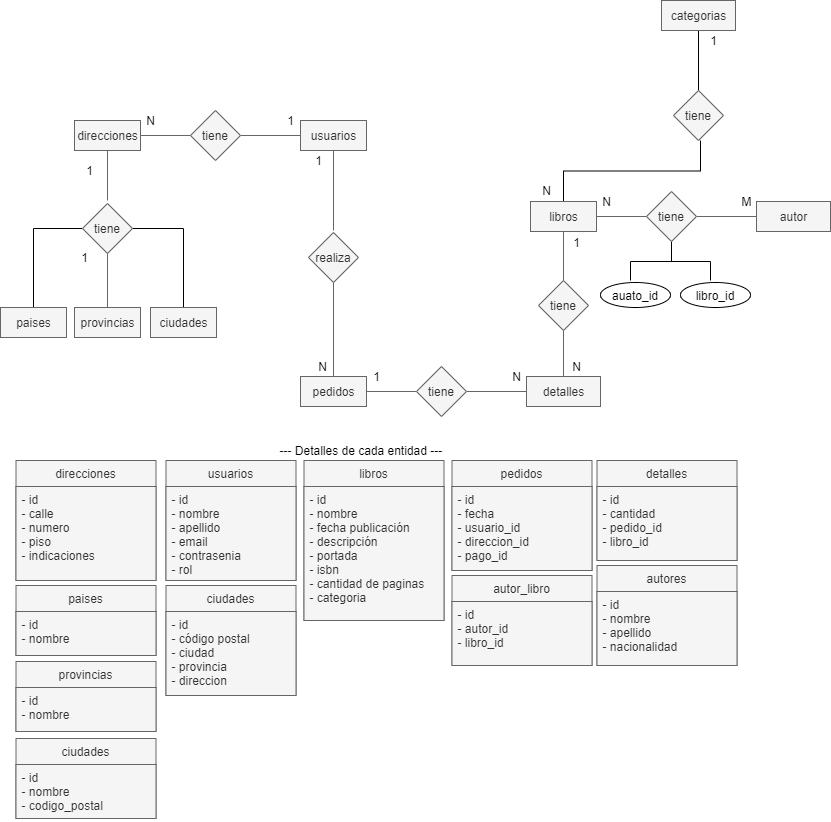 categorias
1
tiene
direcciones
N
tiene
1
usuarios
1
1
N
libros
N
tiene
M
autor
tiene
1
1
realiza
auato_id
libro_id
tiene
paises
provincias
ciudades
N
N
pedidos
1
tiene
N
detalles
--- Detalles de cada entidad ---
direcciones
- id
- calle
- numero
- piso
- indicaciones
usuarios
- id
- nombre
- apellido
- email
- contrasenia
- rol
libros
- id
- nombre
- fecha publicación
- descripción
- portada
- isbn
- cantidad de paginas
- categoria
pedidos
- id
- fecha
- usuario_id
- direccion_id
- pago_id
detalles
- id
- cantidad
- pedido_id
- libro_id
paises
- id
- nombre
ciudades
- id
- código postal
- ciudad
- provincia
- direccion
autor_libro
- id
- autor_id
- libro_id
autores
- id
- nombre
- apellido
- nacionalidad
provincias
- id
- nombre
ciudades
- id
- nombre
- codigo_postal